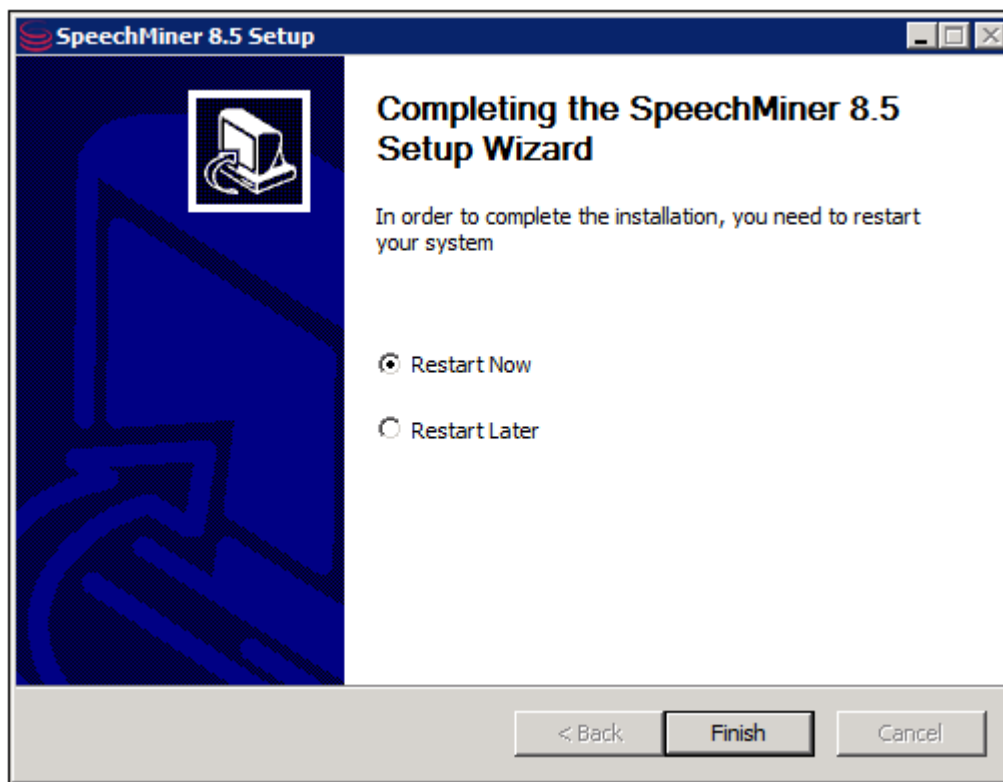 SpeechMiner 8.5 Setup
Completing the SpeechMiner 8.5
Setup Wizard
In order to complete the installation, you need to restart
your system
Restart Now
Restart Later
< Back Finish Cancel